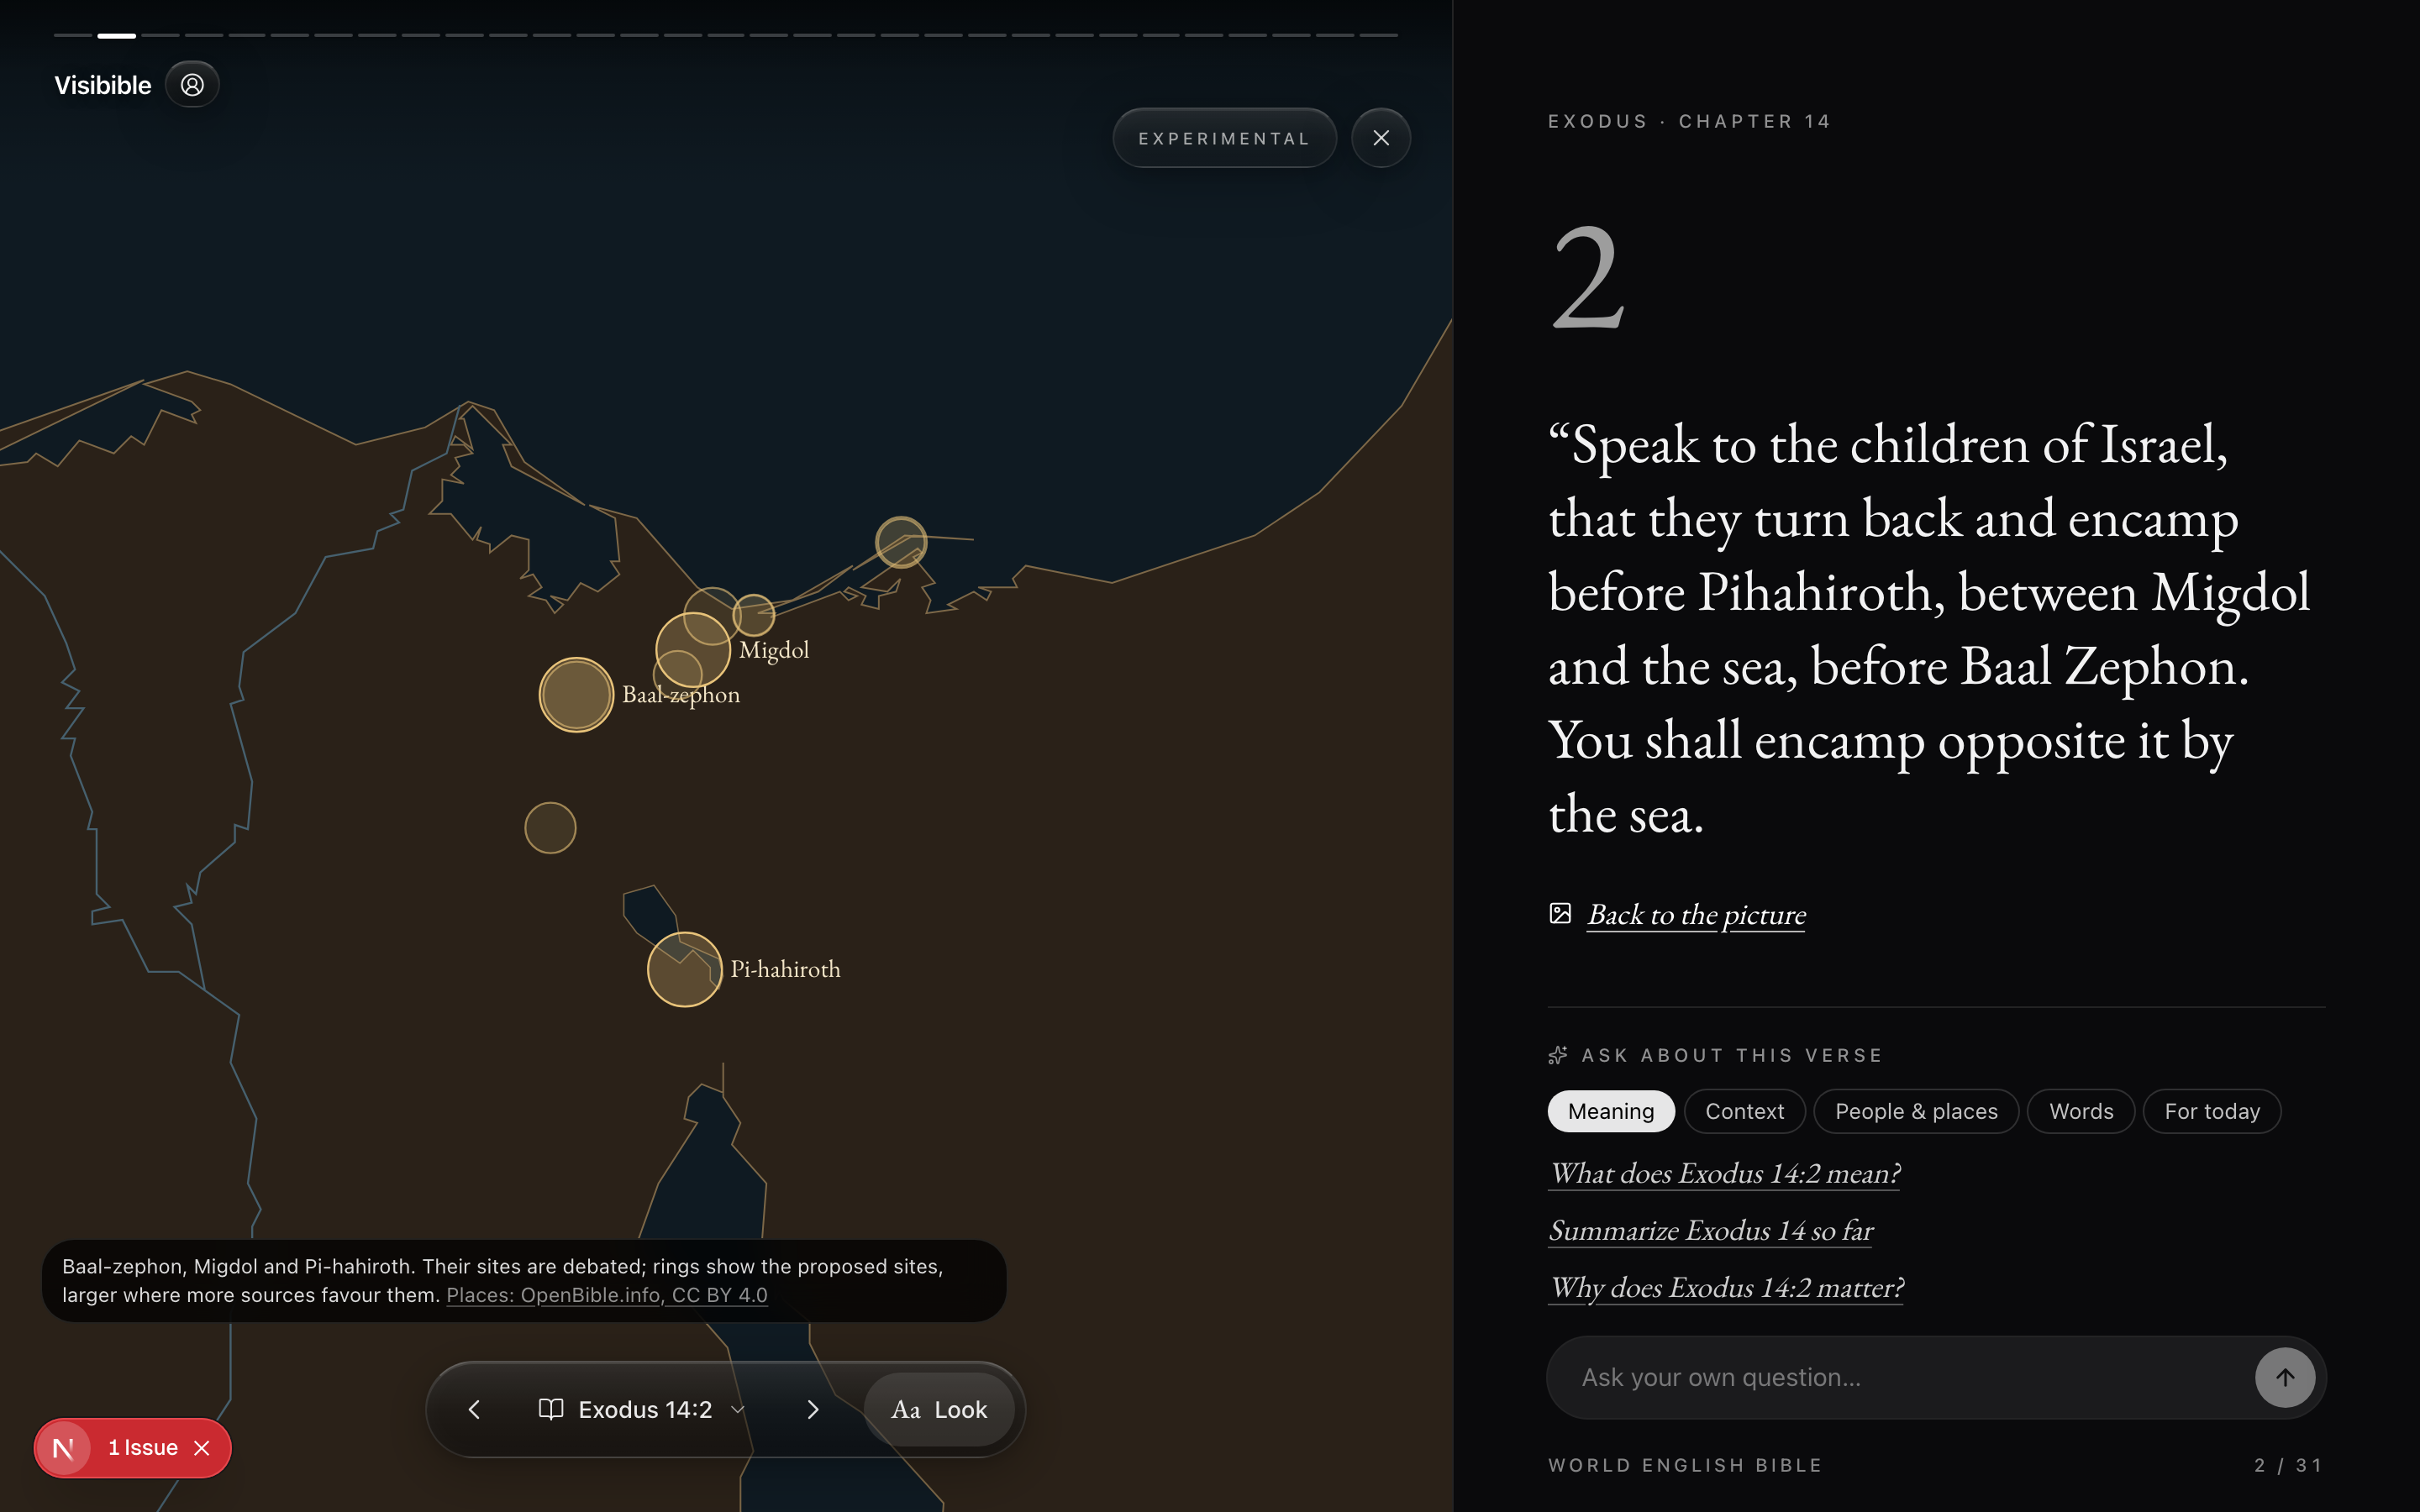 Visibible
EXPERIMENTAL
Migdol
Baal-zephon
Pi-hahiroth
Baal-zephon, Migdol and Pi-hahiroth. Their sites are debated; rings show the proposed sites,
larger where more sources favour them. Places: OpenBible.info, CC BY 4.0
Exodus 14:2
Aa Look
N 1 Issue
EXODUS · CHAPTER 14
2
“Speak to the children of Israel,
that they turn back and encamp
before Pihahiroth, between Migdol
and the sea, before Baal Zephon.
You shall encamp opposite it by
the sea.
Back to the picture
ASK ABOUT THIS VERSE
Meaning Context People & places Words For today
What does Exodus 14:2 mean?
Summarize Exodus 14 so far
Why does Exodus 14:2 matter?
Ask your own question...
WORLD ENGLISH BIBLE 2 / 31